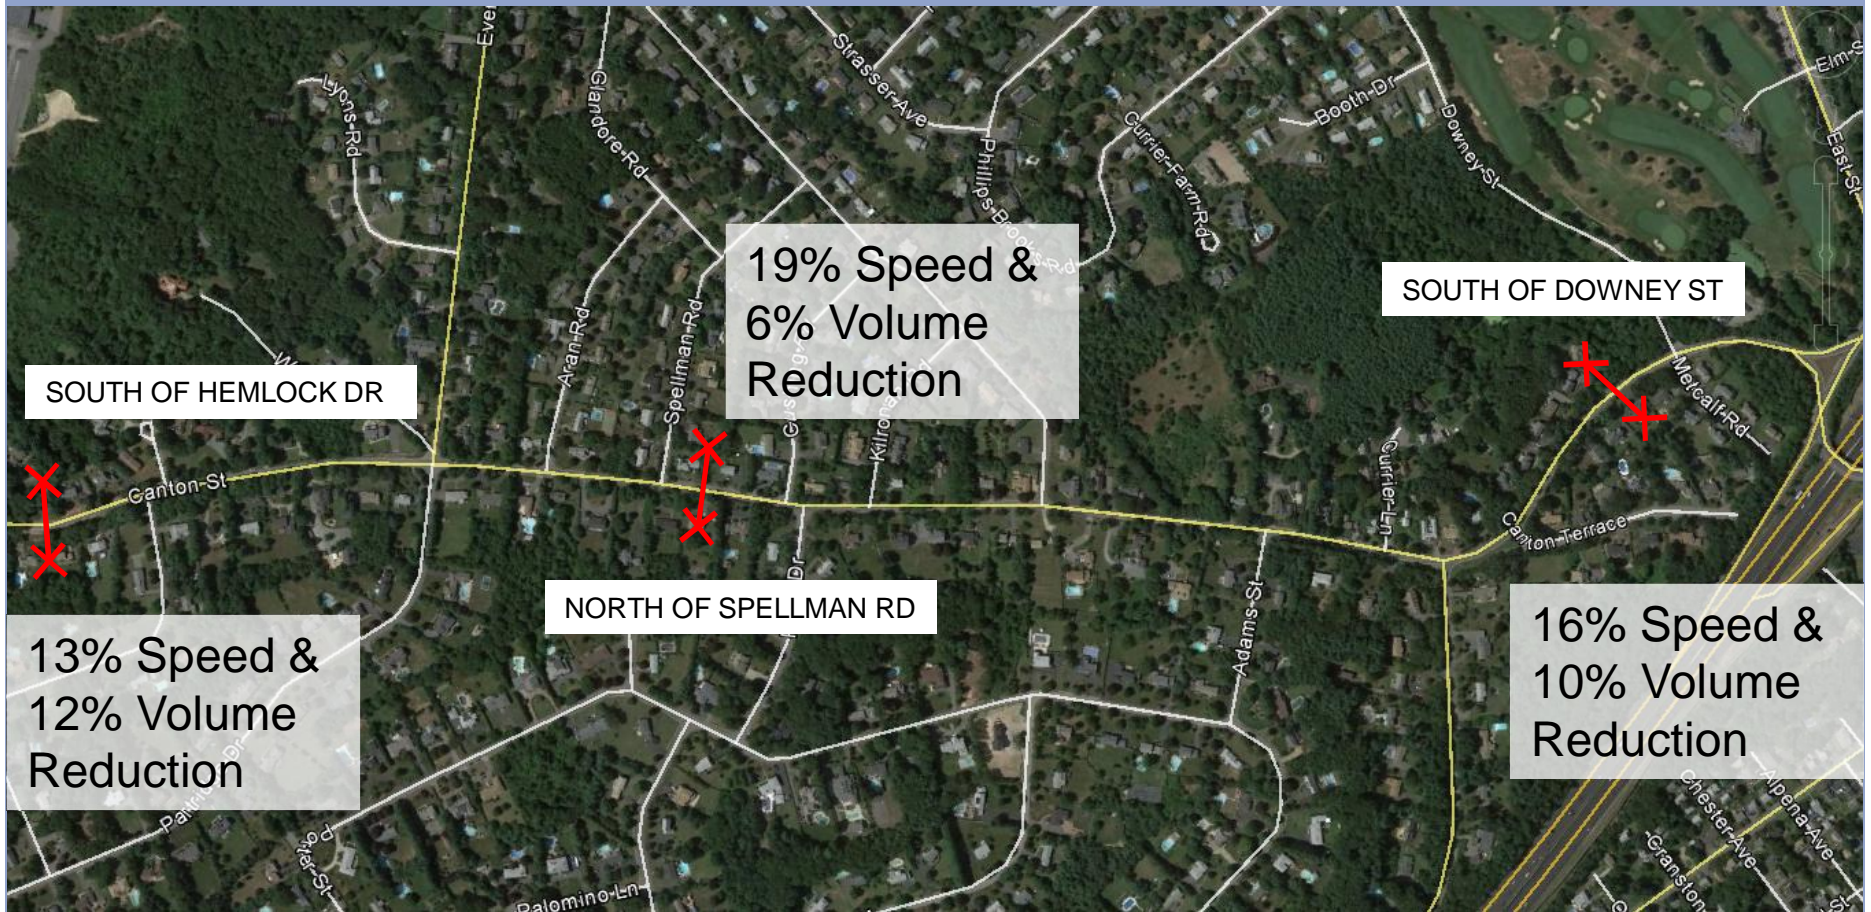 Strasser Ave
Elm-S
Lyons-Rd
Glandore-Rd
Booth-Dr
Downey-St
Currier-Farm-Rd
East-St
Phillips-Brooks-Rd
19% Speed &
6% Volume
Reduction
SOUTH OF DOWNEY ST
Aran-Rd
Spellman-Rd
SOUTH OF HEMLOCK DR
Metcalf-Rd
Canton St
Currier-Ln
Canton-Terrace
NORTH OF SPELLMAN RD
Dr
Adams-St
13% Speed &
12% Volume
Reduction
16% Speed &
10% Volume
Reduction
Palomino-Ln
Chester-Ave
Alpena-Ave
Cranston
St